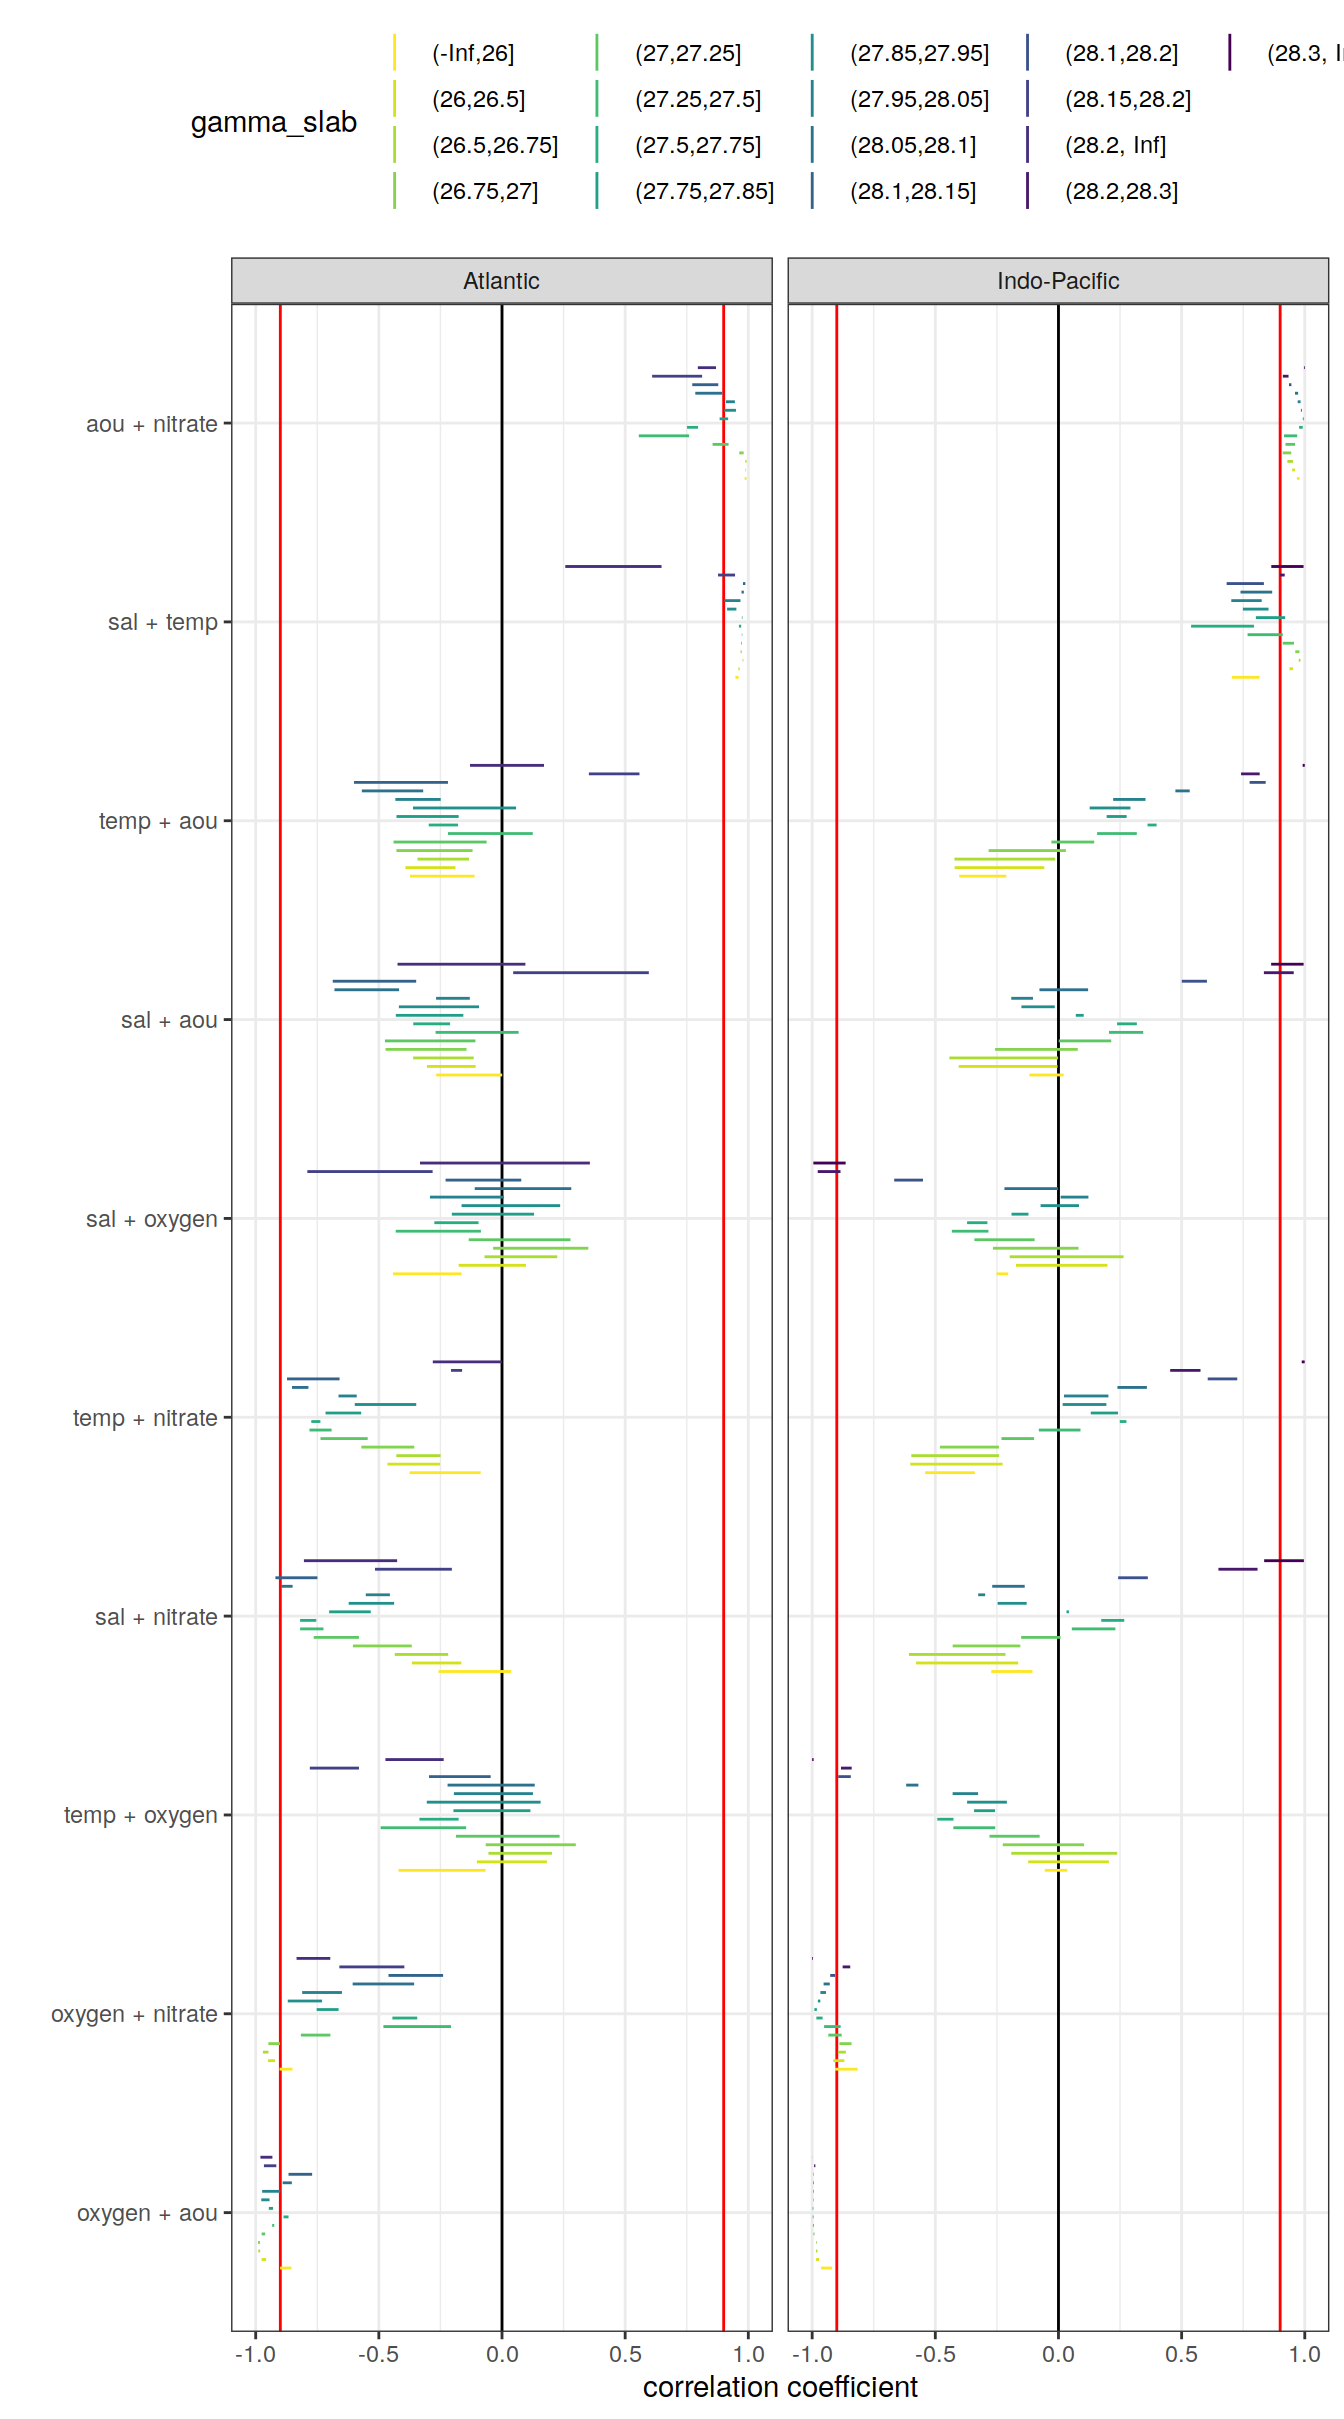 (-Inf,26] (27,27.25] (27.85,27.95] (28.1,28.2] (28.3, I
(26,26.5] (27.25,27.5] (27.95,28.05] (28.15,28.2]
gamma_slab
(26.5,26.75] (27.5,27.75] (28.05,28.1] (28.2, Inf]
(26.75,27] (27.75,27.85] (28.1,28.15] (28.2,28.3]
Atlantic Indo-Pacific
aou + nitrate
sal + temp
temp + aou
sal + aou
sal + oxygen
temp + nitrate
sal + nitrate
temp + oxygen
oxygen + nitrate
oxygen + aou
-1.0 -0.5 0.0 0.5 1.0 -1.0 -0.5 0.0 0.5 1.0
correlation coefficient